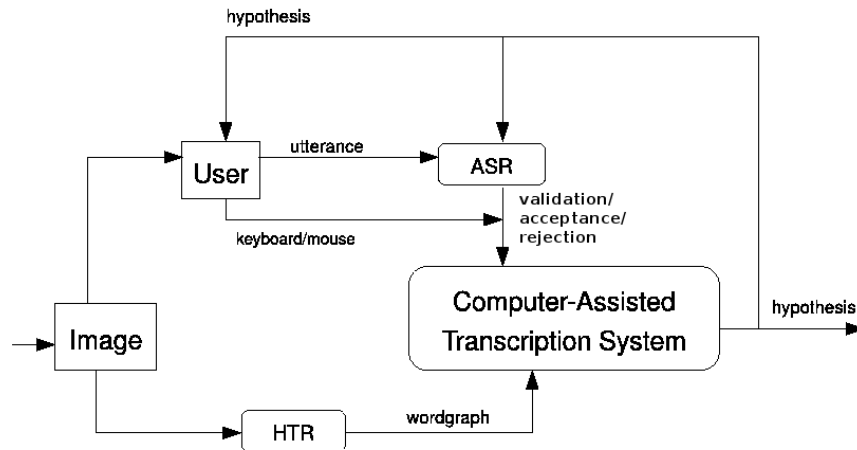 hypothesis
utterance
User
ASR
validation/
acceptance/
rejection
keyboard/mouse
Computer-Assisted
Transcription System
hypothesis
Image
wordgraph
HTR